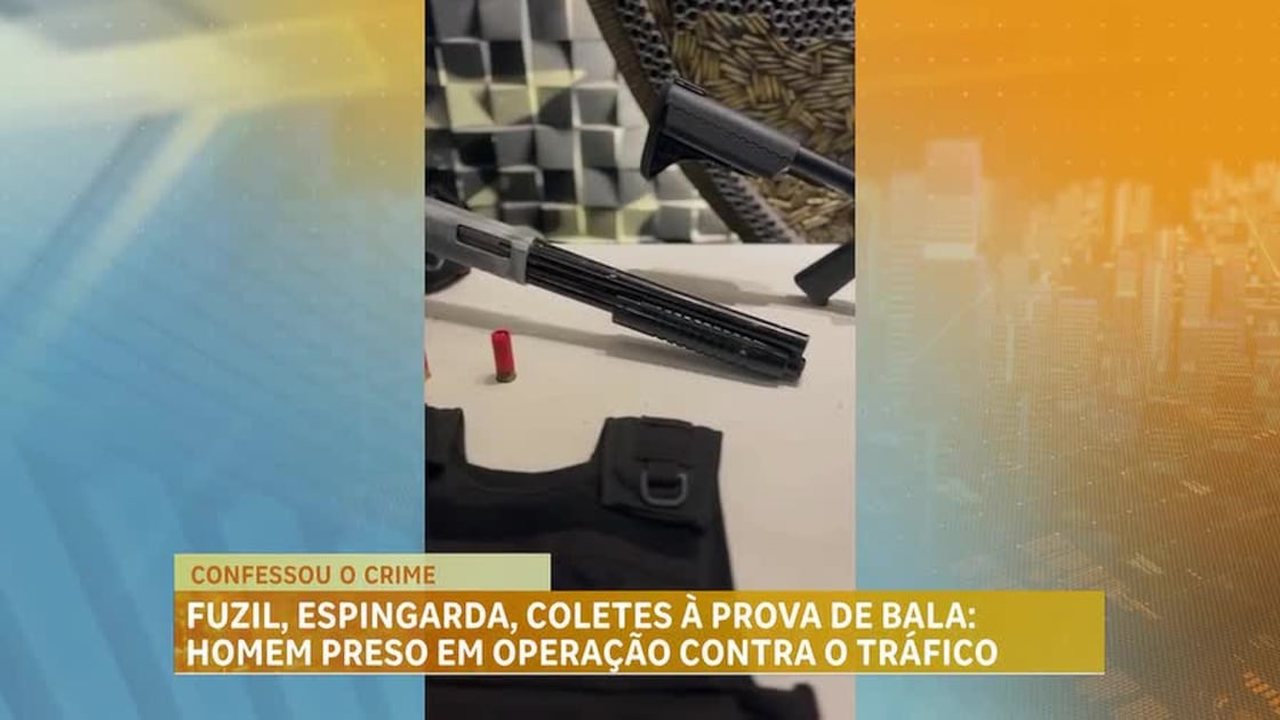 CONFESSOU O CRIME
FUZIL, ESPINGARDA, COLETES À PROVA DE BALA:
HOMEM PRESO EM OPERAÇÃO CONTRA O TRÁFICO